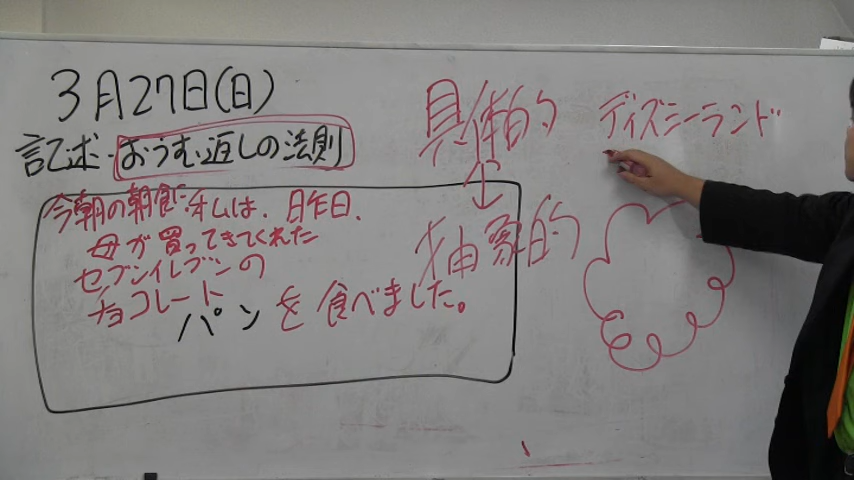 3月27日(日)
記述・おうむ返しの法則
今朝の朝食に、私は、昨日、
母が買ってきてくれた
セブンイレブンの
チョコレート
パンを食べました。
具体的
↕
抽象的
ディズニーランド